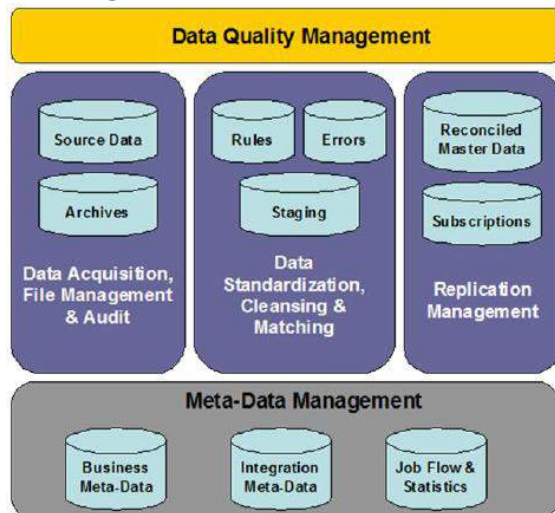 Data Quality Management
Source Data
Archives
Data Acquisition,
File Management
& Audit
Rules
Errors
Staging
Data
Standardization,
Cleansing &
Matching
Reconciled
Master Data
Subscriptions
Replication
Management
Meta-Data Management
Business
Meta-Data
Integration
Meta-Data
Job Flow &
Statistics